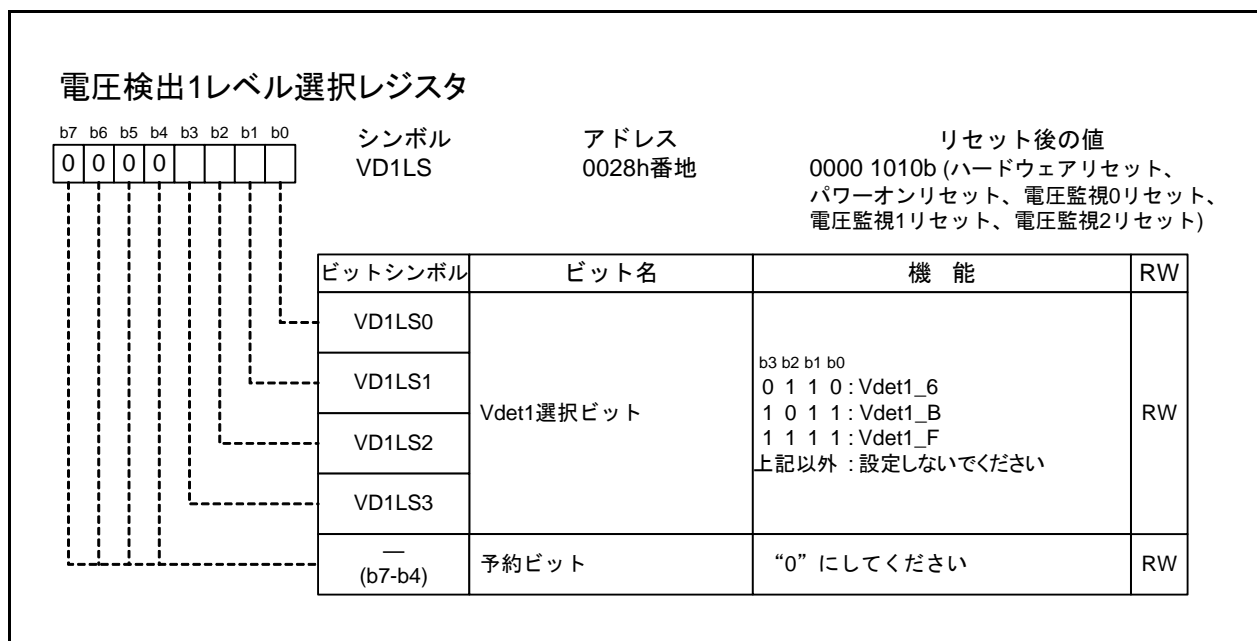 電圧検出1レベル選択レジスタ
b7 b6 b5 b4 b3 b2 b1 b0
0 0 0 0
シンボル
VD1LS
アドレス
0028h番地
リセット後の値
0000 1010b (ハードウェアリセット、
パワーオンリセット、電圧監視0リセット、
電圧監視1リセット、電圧監視2リセット)
ビットシンボル ビット名 機 能 RW
VD1LS0
VD1LS1
VD1LS2
VD1LS3
Vdet1選択ビット
b3 b2 b1 b0
0 1 1 0 : Vdet1_6
1 0 1 1 : Vdet1_B
1 1 1 1 : Vdet1_F
上記以外 : 設定しないでください
RW
—
(b7-b4)
予約ビット
“0” にしてください
RW